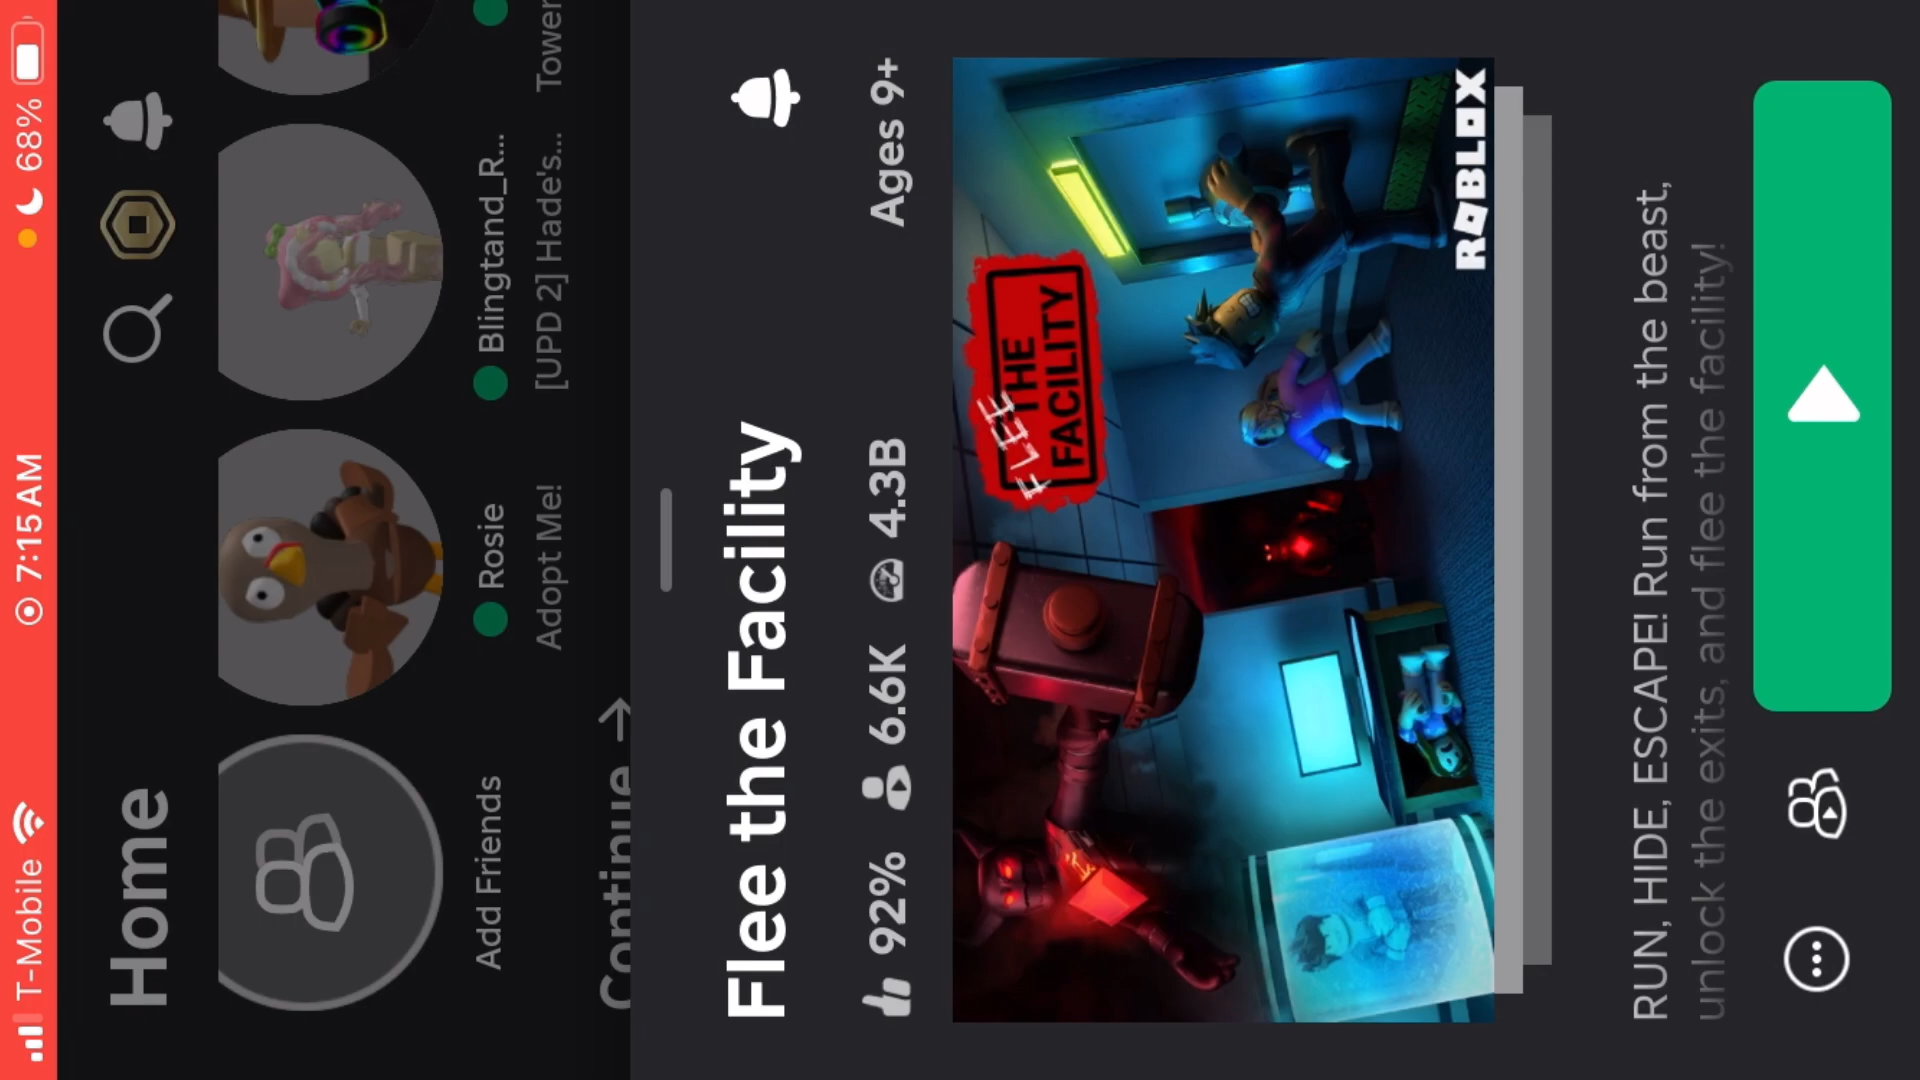 T-Mobile 7:15 AM 68%
Home
Add Friends
Rosie
Adopt Me!
Blingtand_R...
[UPD 2] Hade's...
Tower
Continue →
Flee the Facility
92% 6.6K 4.3B Ages 9+
FLEE THE
FACILITY
ROBLOX
RUN, HIDE, ESCAPE! Run from the beast,
unlock the exits, and flee the facility!